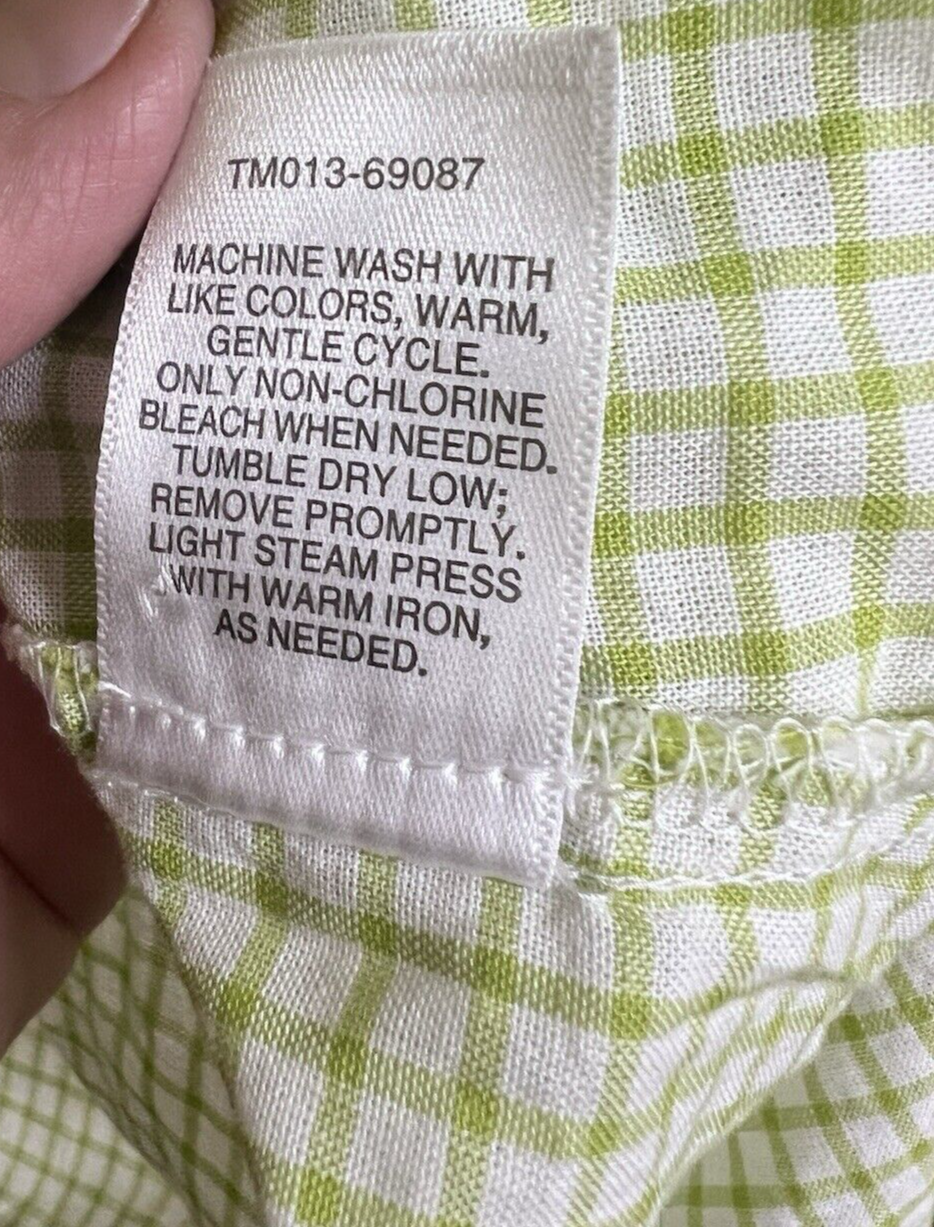 TM013-69087
MACHINE WASH WITH
LIKE COLORS, WARM,
GENTLE CYCLE.
ONLY NON-CHLORINE
BLEACH WHEN NEEDED.
TUMBLE DRY LOW;
REMOVE PROMPTLY.
LIGHT STEAM PRESS
WITH WARM IRON,
AS NEEDED.